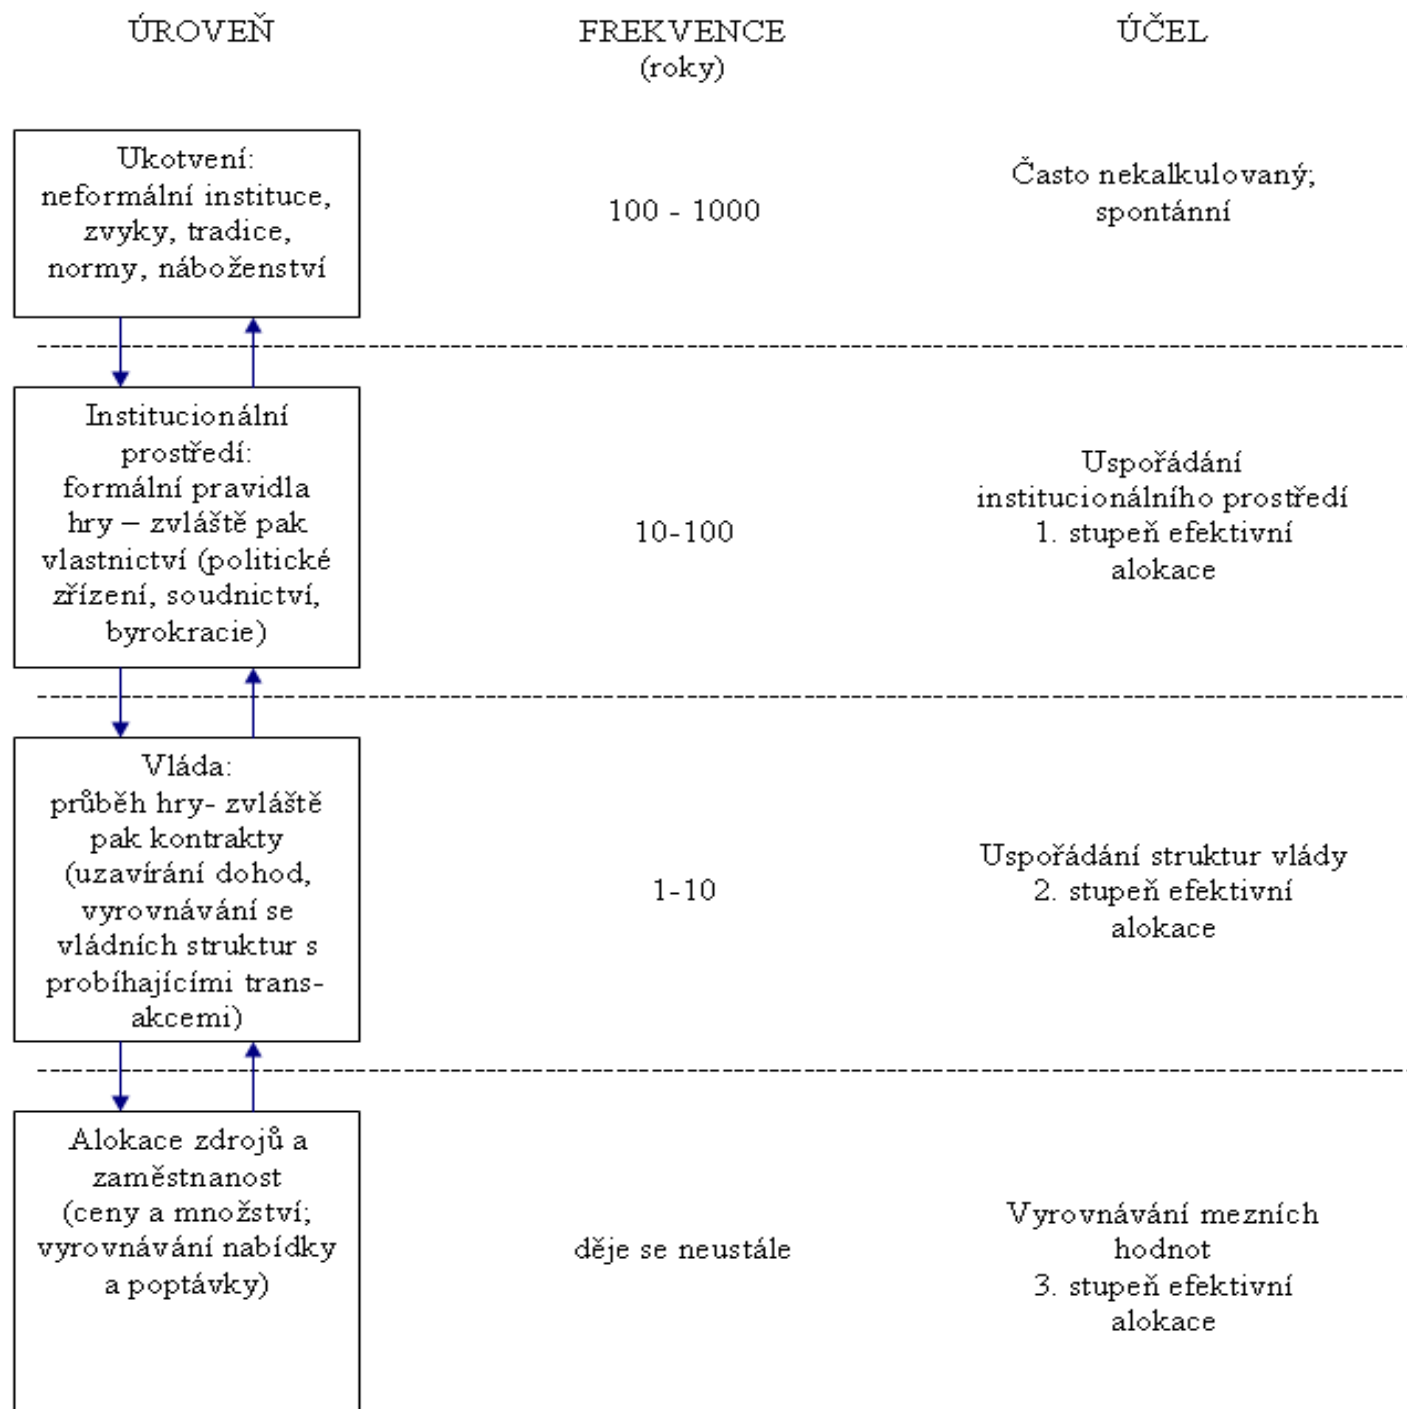 ÚROVEŇ
FREKVENCE
(roky)
ÚČEL
Ukotvení:
neformální instituce,
zvyky, tradice,
normy, náboženství
100 - 1000
Často nekalkulovaný;
spontánní
Institucionální
prostředí:
formální pravidla
hry – zvláště pak
vlastnictví (politické
zřízení, soudnictví,
byrokracie)
10-100
Uspořádání
institucionálního prostředí
1. stupeň efektivní
alokace
Vláda:
průběh hry- zvláště
pak kontrakty
(uzavírání dohod,
vyrovnávání se
vládních struktur s
probíhajícími trans-
akcemi)
1-10
Uspořádání struktur vlády
2. stupeň efektivní
alokace
Alokace zdrojů a
zaměstnanost
(ceny a množství;
vyrovnávání nabídky
a poptávky)
děje se neustále
Vyrovnávání mezních
hodnot
3. stupeň efektivní
alokace